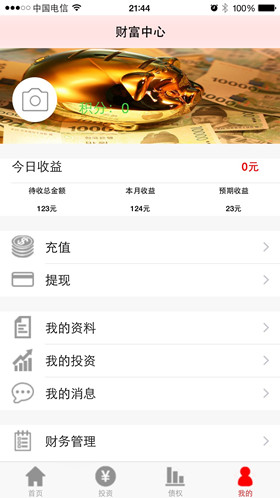 中国电信 21:44 100%
财富中心
积分：0
今日收益 0元
待收总金额 本月收益 预期收益
123元 124元 23元
充值
提现
我的资料
我的投资
我的消息
财务管理
首页 投资 债权 我的